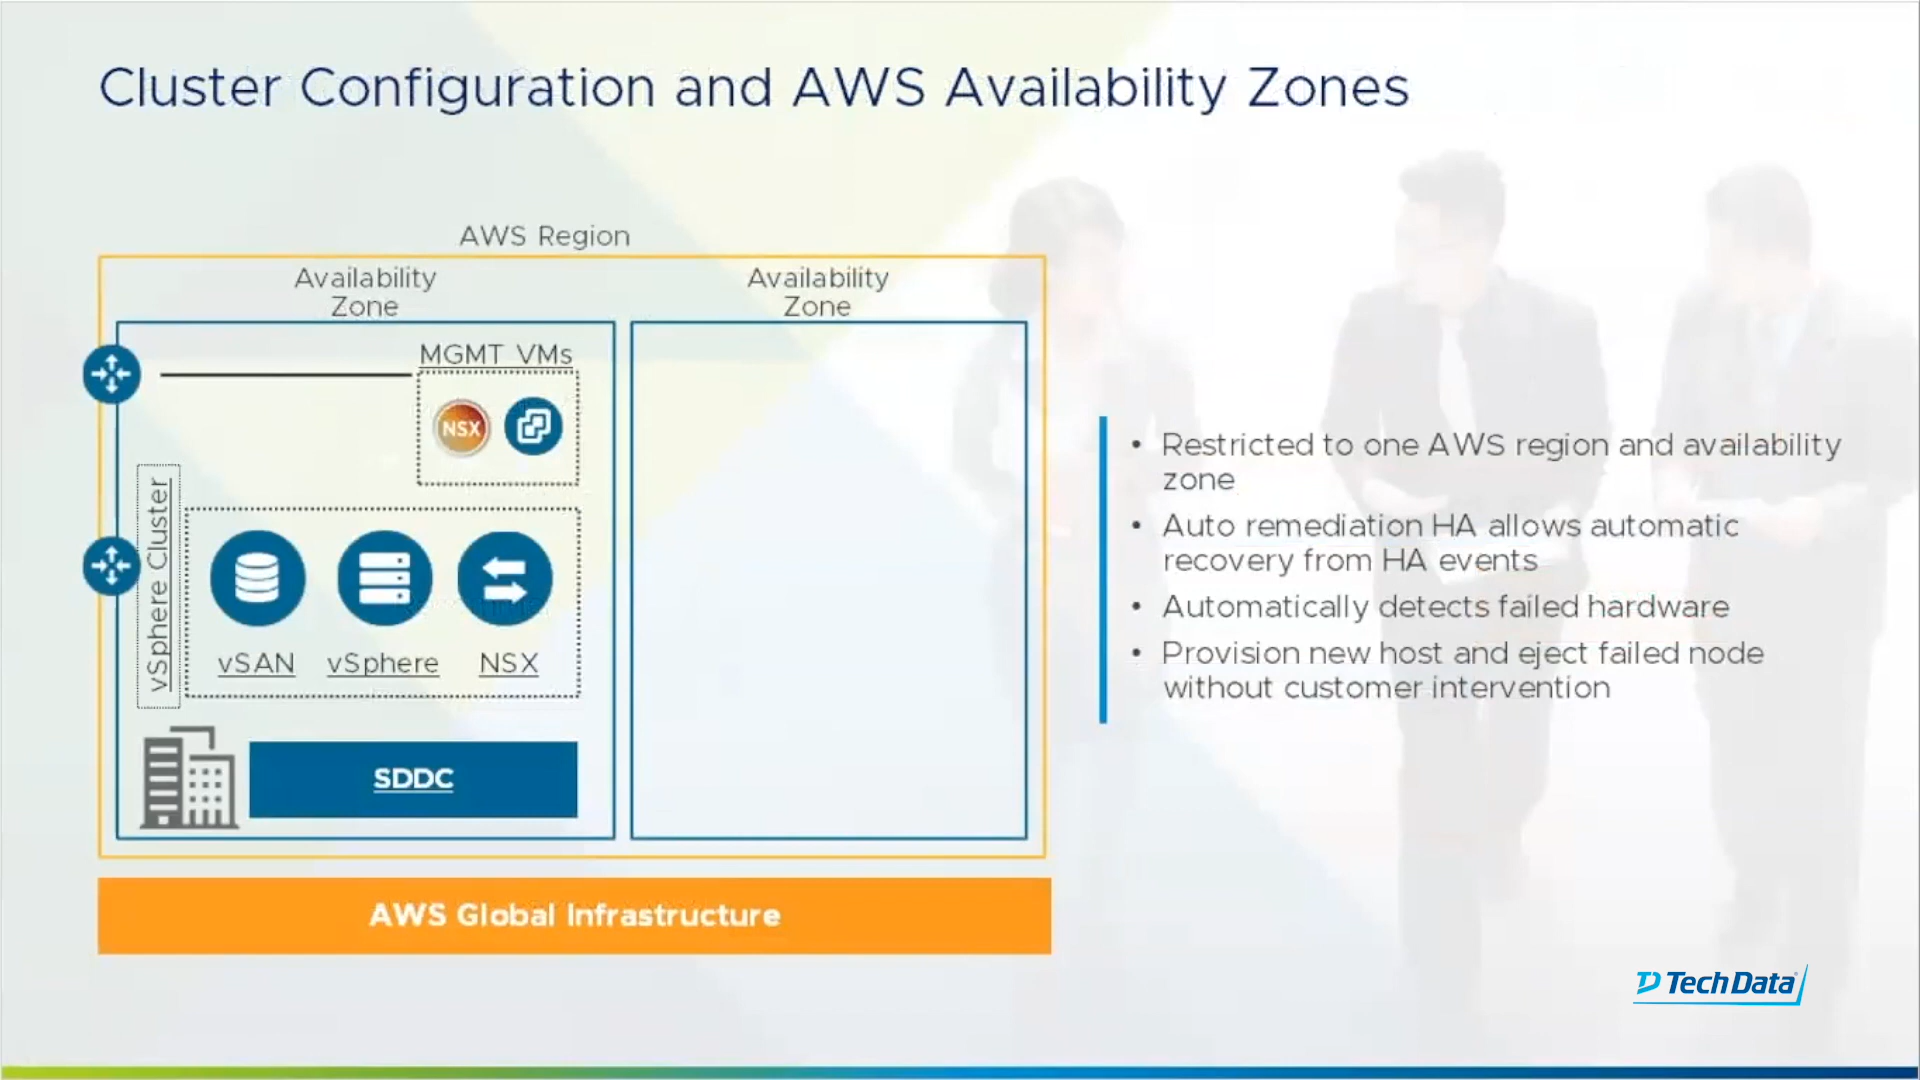 Cluster Configuration and AWS Availability Zones
AWS Region
Availability
Zone
Availability
Zone
MGMT VMs
NSX
vSphere Cluster
vSAN
vSphere
NSX
SDDC
AWS Global Infrastructure
• Restricted to one AWS region and availability
zone
• Auto remediation HA allows automatic
recovery from HA events
• Automatically detects failed hardware
• Provision new host and eject failed node
without customer intervention
TD Tech Data